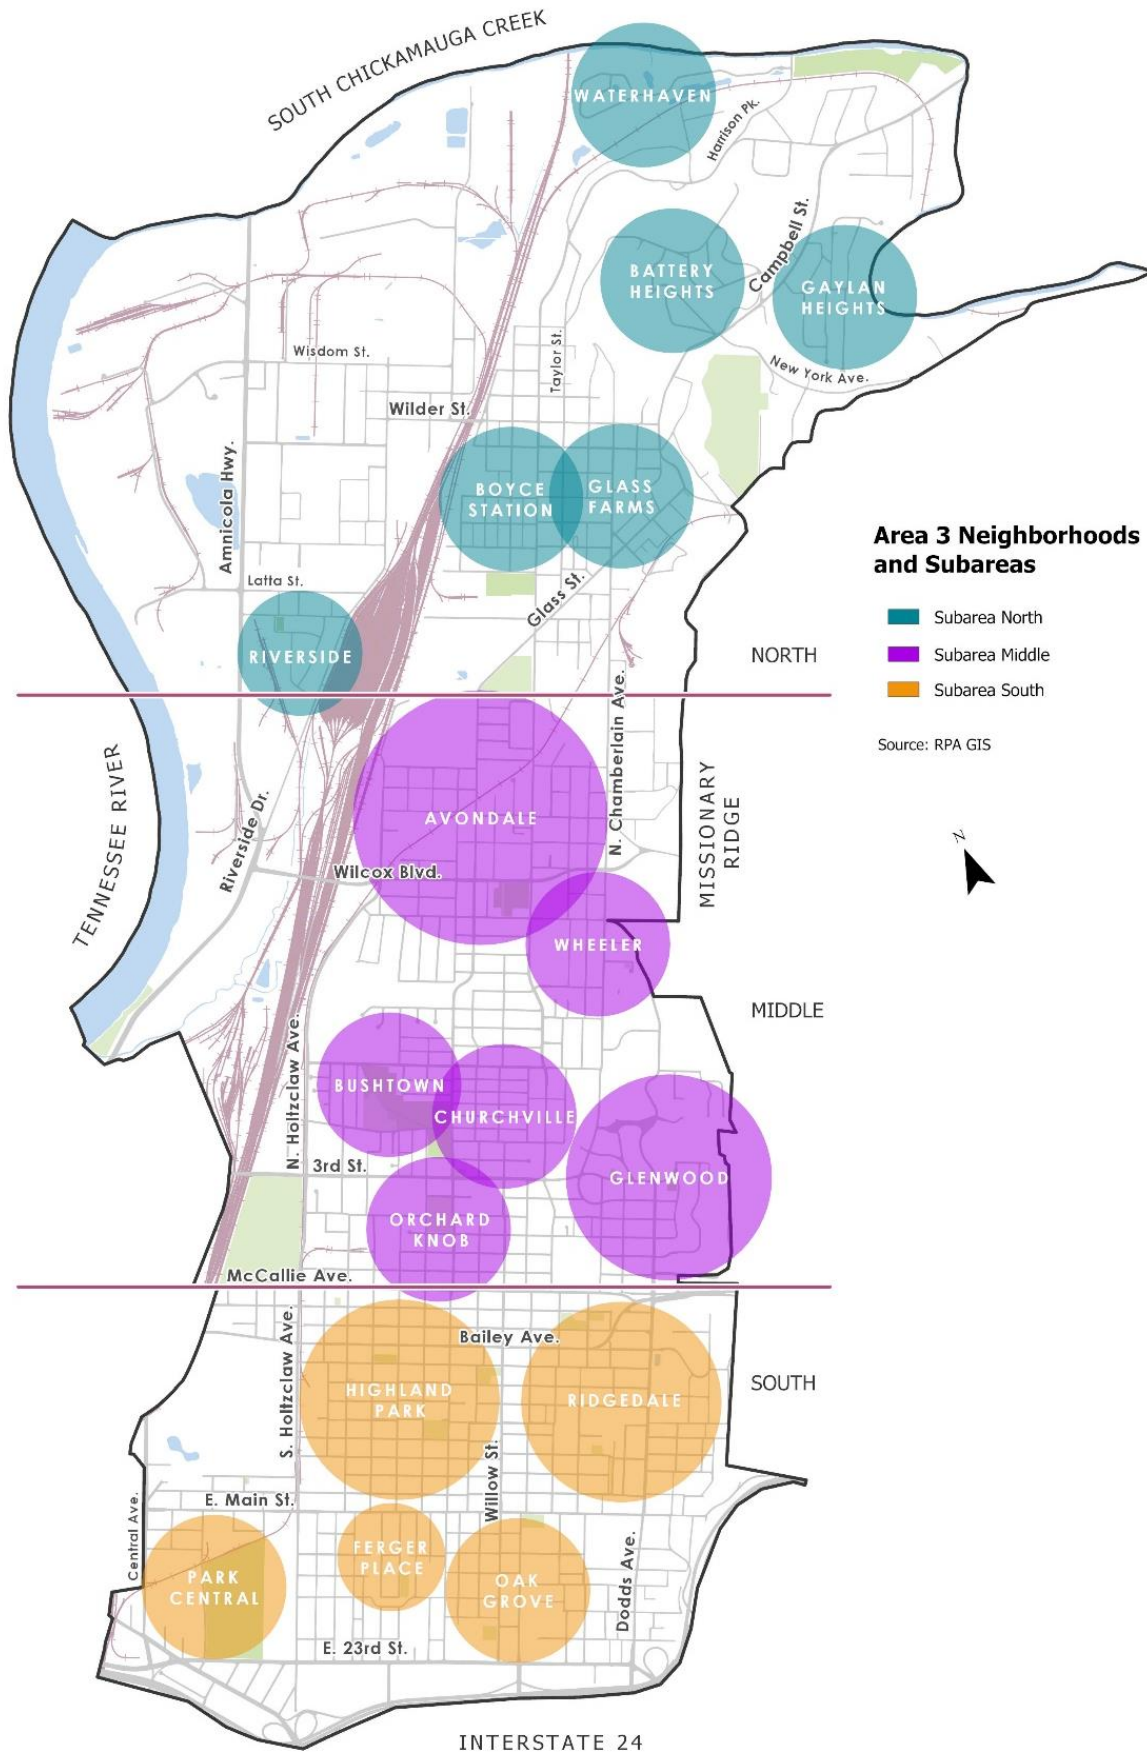 SOUTH CHICKAMAUGA CREEK
WATERHAVEN
Harrison Pk.
Campbell St.
BATTERY
HEIGHTS
GAYLAN
HEIGHTS
Wisdom St.
Taylor St.
New York Ave.
Wilder St.
Amnicola Hwy.
BOYCE
STATION
GLASS
FARMS
Area 3 Neighborhoods
and Subareas
Subarea North
Subarea Middle
Subarea South
Source: RPA GIS
Latta St.
Glass St.
RIVERSIDE
NORTH
N. Chamberlain Ave.
TENNESSEE RIVER
Riverside Dr.
AVONDALE
MISSIONARY
RIDGE
N
Wilcox Blvd.
WHEELER
MIDDLE
N. Holtzclaw Ave.
BUSHTOWN
CHURCHVILLE
3rd St.
GLENWOOD
ORCHARD
KNOB
McCallie Ave.
S. Holtzclaw Ave.
Bailey Ave.
HIGHLAND
PARK
RIDGEDALE
SOUTH
Willow St.
E. Main St.
Central Ave.
FERGER
PLACE
PARK
CENTRAL
OAK
GROVE
Dodds Ave.
E. 23rd St.
INTERSTATE 24